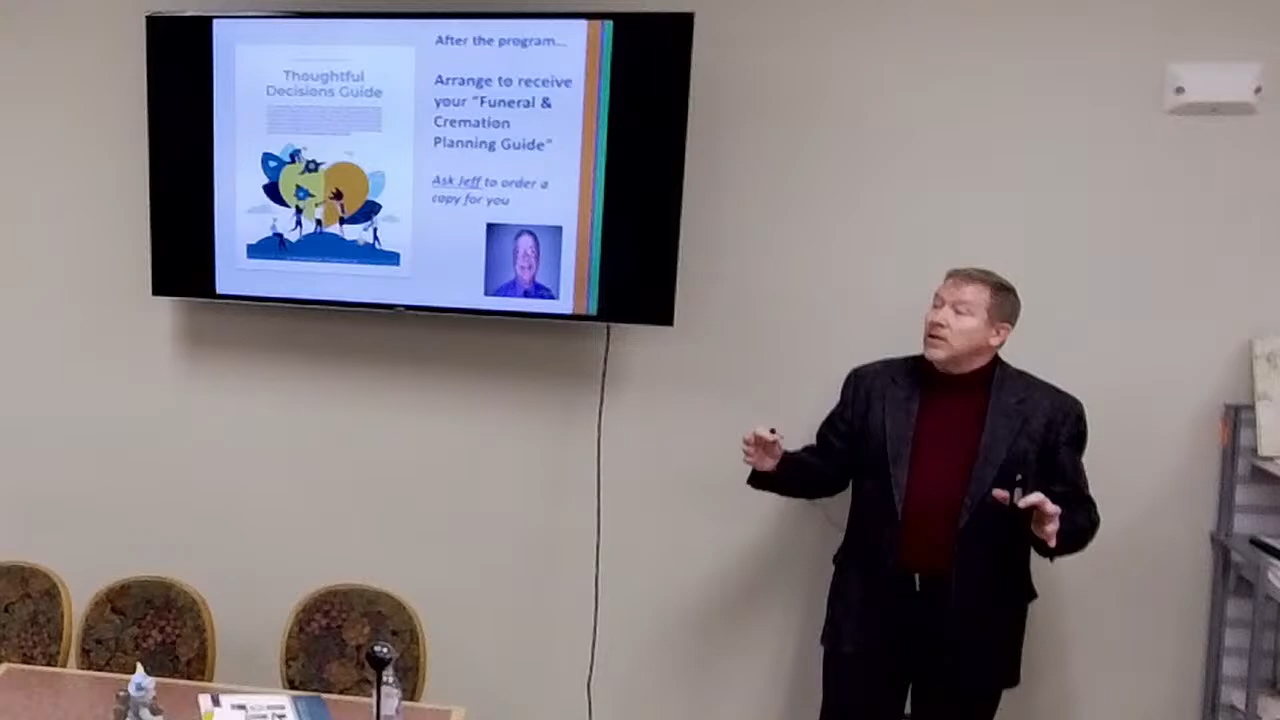 Thoughtful
Decisions Guide
After the program...
Arrange to receive
your "Funeral &
Cremation
Planning Guide"
Ask Jeff to order a
copy for you